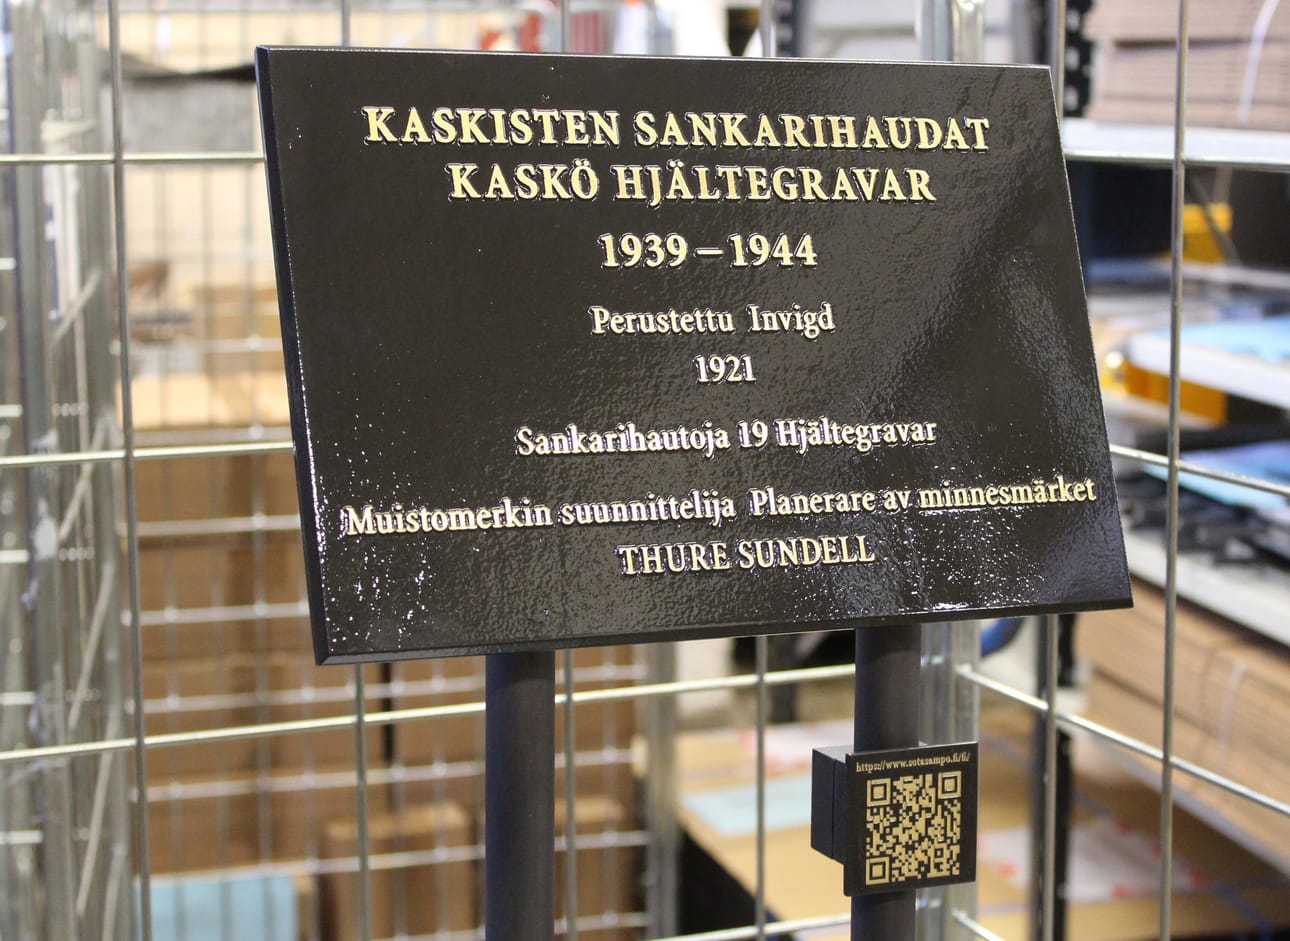 KASKISTEN SANKARIHAUDAT
KASKÖ HJÄLTEGRAVAR
1939 – 1944
Perustettu Invigd
1921
Sankarihautoja 19 Hjältegravar
Muistomerkin suunnittelija Planerare av minnesmärket
THURE SUNDELL
https://www.sotasampo.fi/fi/